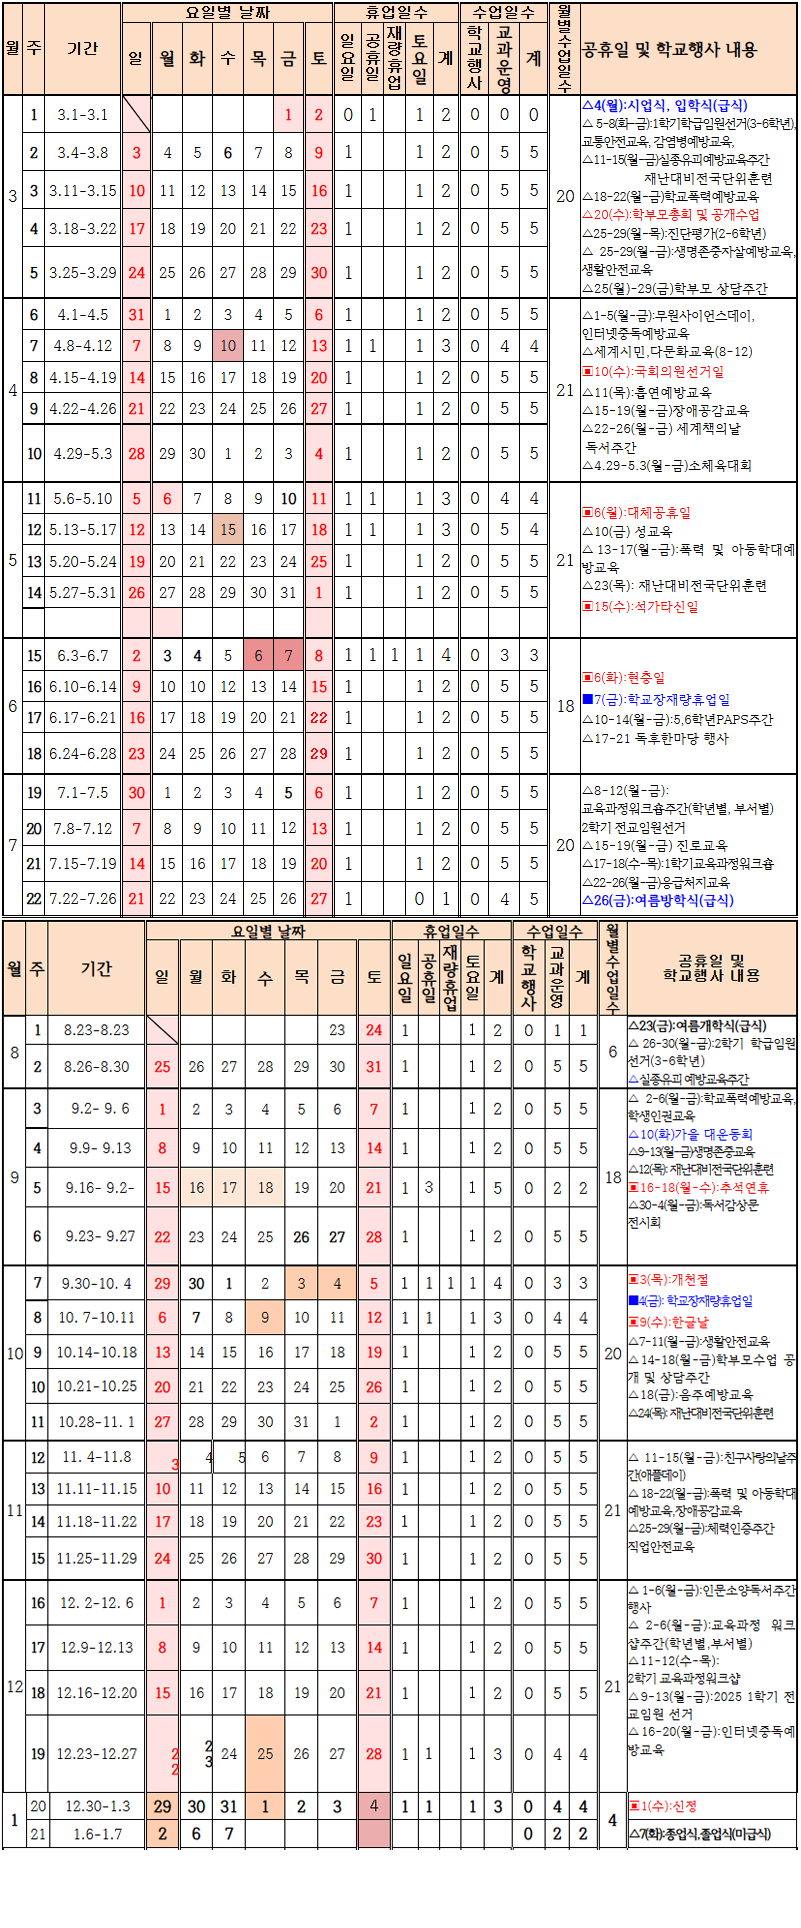 월 주 기간 요일별 날짜 휴업일수 수업일수 월별수업일수 공휴일 및 학교행사 내용
일 월 화 수 목 금 토 일요일 공휴일 재량휴업 토요일 계 학교행사 교과운영 계
3 1 3.1-3.1 1 2 0 1 1 2 0 0 0 20
2 3.4-3.8 3 4 5 6 7 8 9 1 1 2 0 5 5
3 3.11-3.15 10 11 12 13 14 15 16 1 1 2 0 5 5
4 3.18-3.22 17 18 19 20 21 22 23 1 1 2 0 5 5
5 3.25-3.29 24 25 26 27 28 29 30 1 1 2 0 5 5
△4(월):시업식, 입학식(급식)
△ 5-8(화-금):1학기학급임원선거(3-6학년),
교통안전교육, 감염병예방교육,
△11-15(월-금)실종유괴예방교육주간
재난대비전국단위훈련
△18-22(월-금)학교폭력예방교육
△20(수):학부모총회 및 공개수업
△25-29(월-목):진단평가(2-6학년)
△ 25-29(월-금):생명존중자살예방교육,
생활안전교육
△25(월)-29(금)학부모 상담주간
4 6 4.1-4.5 31 1 2 3 4 5 6 1 1 2 0 5 5 21
7 4.8-4.12 7 8 9 10 11 12 13 1 1 1 3 0 4 4
8 4.15-4.19 14 15 16 17 18 19 20 1 1 2 0 5 5
9 4.22-4.26 21 22 23 24 25 26 27 1 1 2 0 5 5
10 4.29-5.3 28 29 30 1 2 3 4 1 1 2 0 5 5
△1-5(월-금):무원사이언스데이,
인터넷중독예방교육
△세계시민,다문화교육(8-12)
▣10(수):국회의원선거일
△11(목):흡연예방교육
△15-19(월-금)장애공감교육
△22-26(월-금) 세계책의날
독서주간
△4.29-5.3(월-금)소체육대회
5 11 5.6-5.10 5 6 7 8 9 10 11 1 1 1 3 0 4 4 21
12 5.13-5.17 12 13 14 15 16 17 18 1 1 1 3 0 5 4
13 5.20-5.24 19 20 21 22 23 24 25 1 1 2 0 5 5
14 5.27-5.31 26 27 28 29 30 31 1 1 1 2 0 5 5
▣6(월):대체공휴일
△10(금) 성교육
△ 13-17(월-금):폭력 및 아동학대예
방교육
△23(목): 재난대비전국단위훈련
▣15(수):석가타신일
6 15 6.3-6.7 2 3 4 5 6 7 8 1 1 1 1 4 0 3 3 18
16 6.10-6.14 9 10 10 12 13 14 15 1 1 2 0 5 5
17 6.17-6.21 16 17 18 19 20 21 22 1 1 2 0 5 5
18 6.24-6.28 23 24 25 26 27 28 29 1 1 2 0 5 5
▣6(화):현충일
■7(금):학교장재량휴업일
△10-14(월-금):5,6학년PAPS주간
△17-21 독후한마당 행사
7 19 7.1-7.5 30 1 2 3 4 5 6 1 1 2 0 5 5 20
20 7.8-7.12 7 8 9 10 11 12 13 1 1 2 0 5 5
21 7.15-7.19 14 15 16 17 18 19 20 1 1 2 0 5 5
22 7.22-7.26 21 22 23 24 25 26 27 1 0 1 0 4 5
△8-12(월-금):
교육과정워크숍주간(학년별, 부서별)
2학기 전교임원선거
△15-19(월-금) 진로교육
△17-18(수-목):1학기교육과정워크숍
△22-26(월-금)응급처지교육
△26(금):여름방학식(급식)
월 주 기간 요일별 날짜 휴업일수 수업일수 월별수업일수 공휴일 및
학교행사 내용
일 월 화 수 목 금 토 일요일 공휴일 재량휴업 토요일 계 학교행사 교과운영 계
8 1 8.23-8.23 23 24 1 1 2 0 1 1 6
2 8.26-8.30 25 26 27 28 29 30 31 1 1 2 0 5 5
△23(금):여름개학식(급식)
△ 26-30(월-금):2학기 학급임원
선거(3-6학년)
△실종유괴 예방교육주간
9 3 9.2- 9. 6 1 2 3 4 5 6 7 1 1 2 0 5 5 18
4 9.9- 9.13 8 9 10 11 12 13 14 1 1 2 0 5 5
5 9.16- 9.2- 15 16 17 18 19 20 21 1 3 1 5 0 2 2
6 9.23- 9.27 22 23 24 25 26 27 28 1 1 2 0 5 5
△ 2-6(월-금):학교폭력예방교육,
학생인권교육
△10(화)가을 대운동회
△9-13(월-금)생명존중교육
△12(목): 재난대비전국단위훈련
▣16-18(월-수):추석연휴
△30-4(월-금):독서감상문
전시회
10 7 9.30-10. 4 29 30 1 2 3 4 5 1 1 1 1 4 0 3 3 20
8 10. 7-10.11 6 7 8 9 10 11 12 1 1 1 3 0 4 4
9 10.14-10.18 13 14 15 16 17 18 19 1 1 2 0 5 5
10 10.21-10.25 20 21 22 23 24 25 26 1 1 2 0 5 5
11 10.28-11. 1 27 28 29 30 31 1 2 1 1 2 0 5 5
▣3(목):개천절
■4(금): 학교장재량휴업일
▣9(수):한글날
△7-11(월-금):생활안전교육
△14-18(월-금)학부모수업 공
개 및 상담주간
△18(금):음주예방교육
△24(목): 재난대비전국단위훈련
11 12 11. 4-11.8 3 4 5 6 7 8 9 1 1 2 0 5 5 21
13 11.11-11.15 10 11 12 13 14 15 16 1 1 2 0 5 5
14 11.18-11.22 17 18 19 20 21 22 23 1 1 2 0 5 5
15 11.25-11.29 24 25 26 27 28 29 30 1 1 2 0 5 5
△ 11-15(월-금):친구사랑의날주
간(애플데이)
△18-22(월-금):폭력 및 아동학대
예방교육,장애공감교육
△25-29(월-금):체력인증주간
직업안전교육
12 16 12. 2-12. 6 1 2 3 4 5 6 7 1 1 2 0 5 5 21
17 12.9-12.13 8 9 10 11 12 13 14 1 1 2 0 5 5
18 12.16-12.20 15 16 17 18 19 20 21 1 1 2 0 5 5
19 12.23-12.27 22 23 24 25 26 27 28 1 1 1 3 0 4 4
△ 1-6(월-금):인문소양독서주간
행사
△ 2-6(월-금):교육과정 워크
샵주간(학년별,부서별)
△11-12(수-목):
2학기 교육과정워크샵
△9-13(월-금):2025 1학기 전
교임원 선거
△16-20(월-금):인터넷중독예
방교육
1 20 12.30-1.3 29 30 31 1 2 3 4 1 1 1 3 0 4 4 4
21 1.6-1.7 2 6 7 0 2 2
▣1(수):신정
△7(화):종업식,졸업식(미급식)